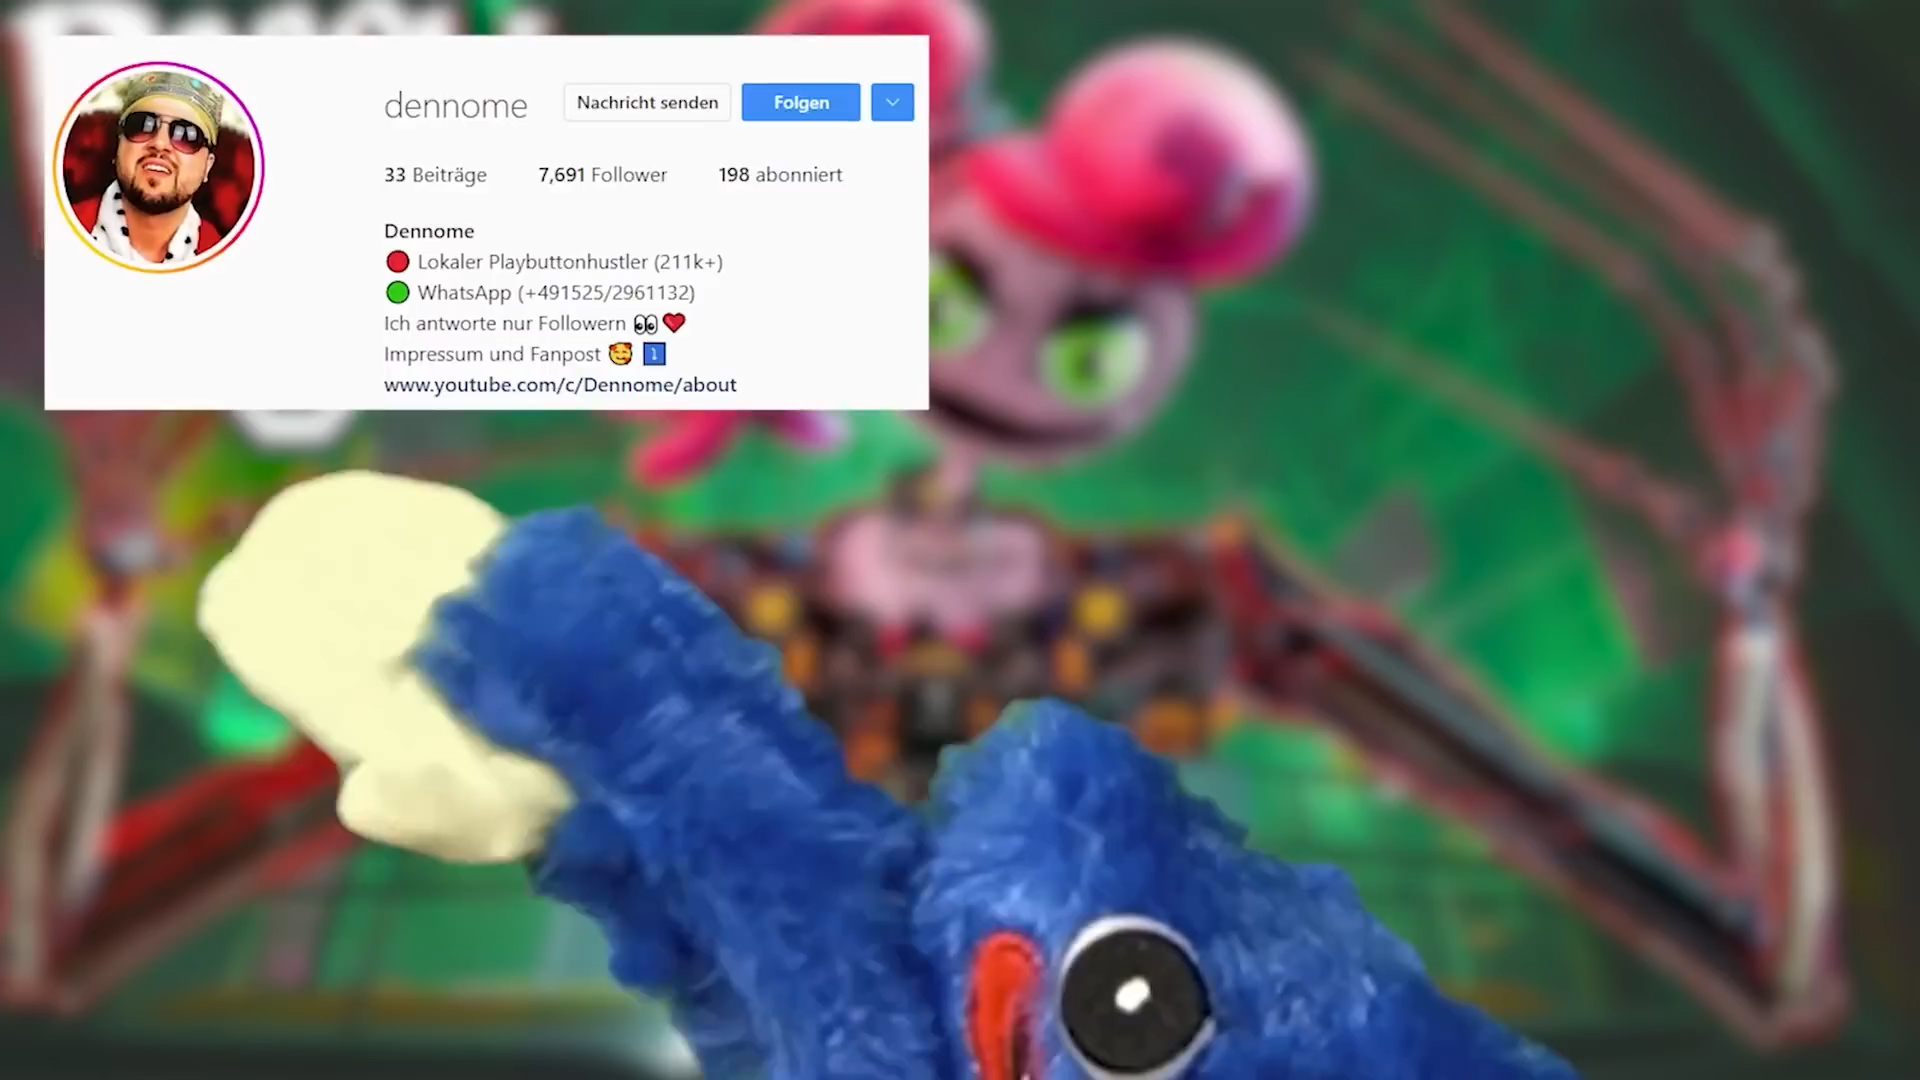 dennome
Nachricht senden
Folgen
33 Beiträge
7,691 Follower
198 abonniert
Dennome
🔴 Lokaler Playbuttonhustler (211k+)
🟢 WhatsApp (+491525/2961132)
Ich antworte nur Followern 👀❤️
Impressum und Fanpost 🥰 ⤵️
www.youtube.com/c/Dennome/about